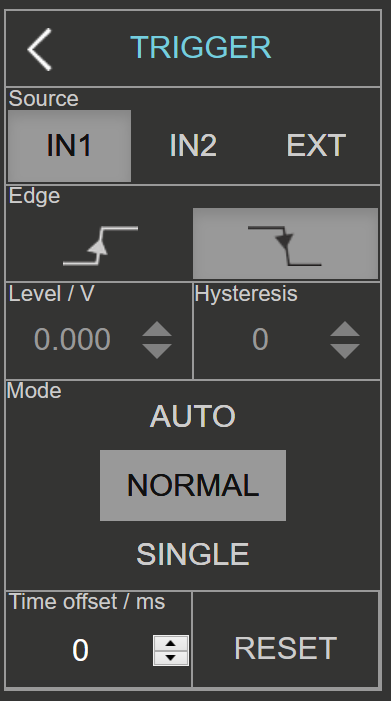 TRIGGER
Source
IN1 IN2 EXT
Edge
Level / V Hysteresis
0.000 0
Mode
AUTO
NORMAL
SINGLE
Time offset / ms
0 RESET